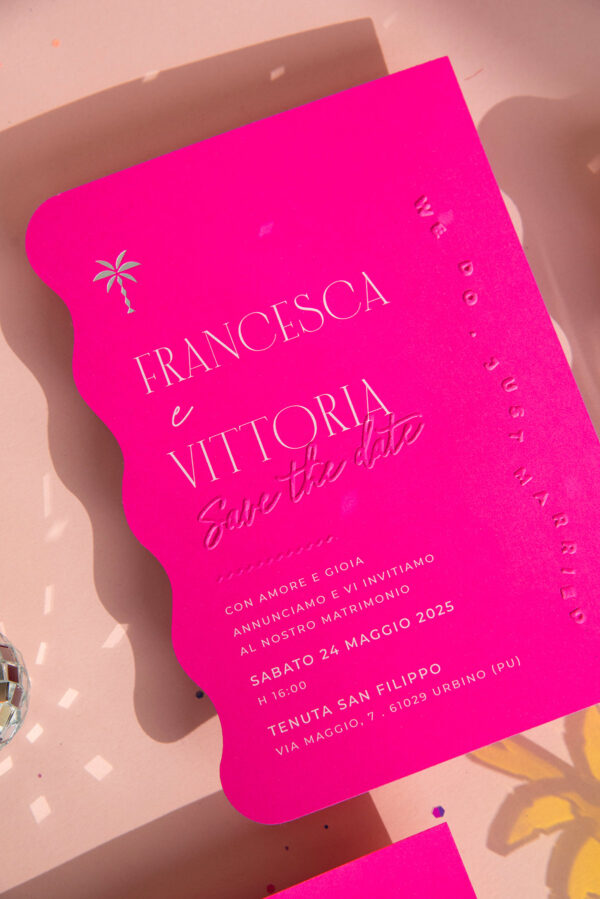 FRANCESCA
e
VITTORIA
Save the date
CON AMORE E GIOIA
ANNUNCIAMO E VI INVITIAMO
AL NOSTRO MATRIMONIO
SABATO 24 MAGGIO 2025
H 16:00
TENUTA SAN FILIPPO
VIA MAGGIO, 7 . 61029 URBINO (PU)
WE DO, JUST MARRIED